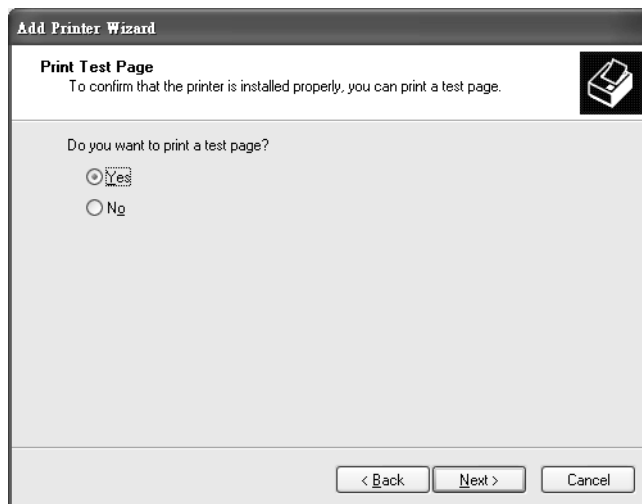 Add Printer Wizard
Print Test Page
To confirm that the printer is installed properly, you can print a test page.
Do you want to print a test page?
Yes
No
< Back Next > Cancel